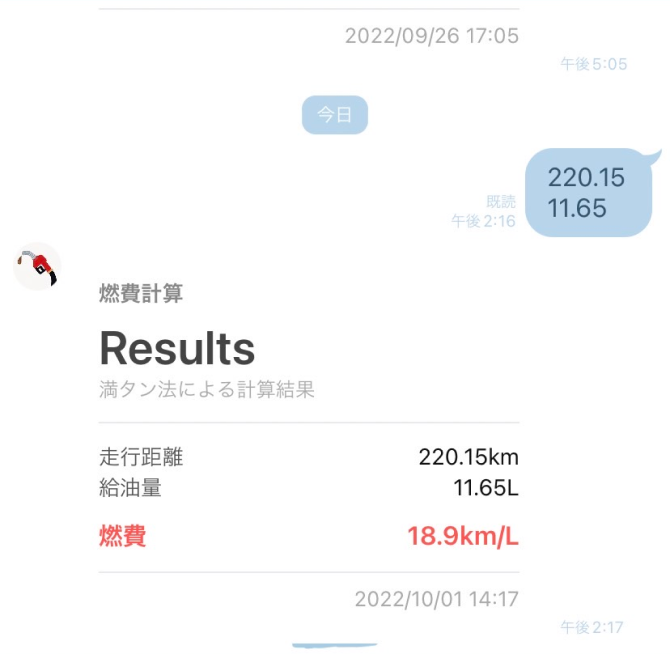 2022/09/26 17:05
午後5:05
今日
220.15
11.65
既読
午後2:16
燃費計算
Results
満タン法による計算結果
走行距離 220.15km
給油量 11.65L
燃費 18.9km/L
2022/10/01 14:17
午後2:17